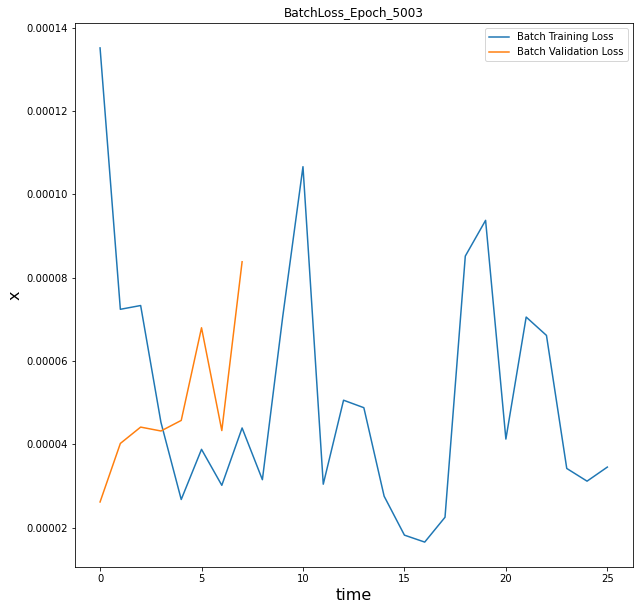 BatchLoss_Epoch_5003
Batch Training Loss
Batch Validation Loss
0.00014
0.00012
0.00010
0.00008
0.00006
0.00004
0.00002
x
0 5 10 15 20 25
time